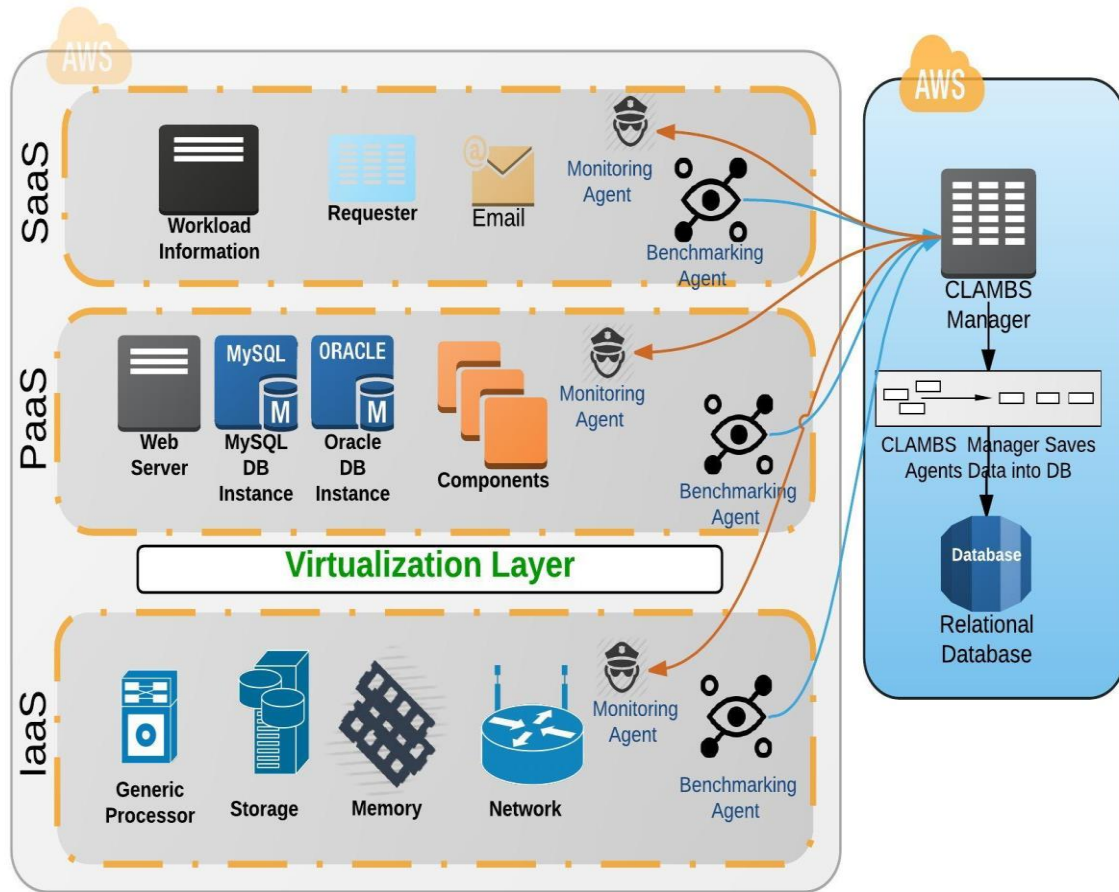 AWS
SaaS
Workload
Information
Requester
@
Email
Monitoring
Agent
Benchmarking
Agent
PaaS
Web
Server
MySQL
M
MySQL
DB
Instance
ORACLE
M
Oracle
DB
Instance
Components
Monitoring
Agent
Benchmarking
Agent
Virtualization Layer
IaaS
Generic
Processor
Storage
Memory
Network
Monitoring
Agent
Benchmarking
Agent
AWS
CLAMBS
Manager
CLAMBS Manager Saves
Agents Data into DB
Database
Relational
Database